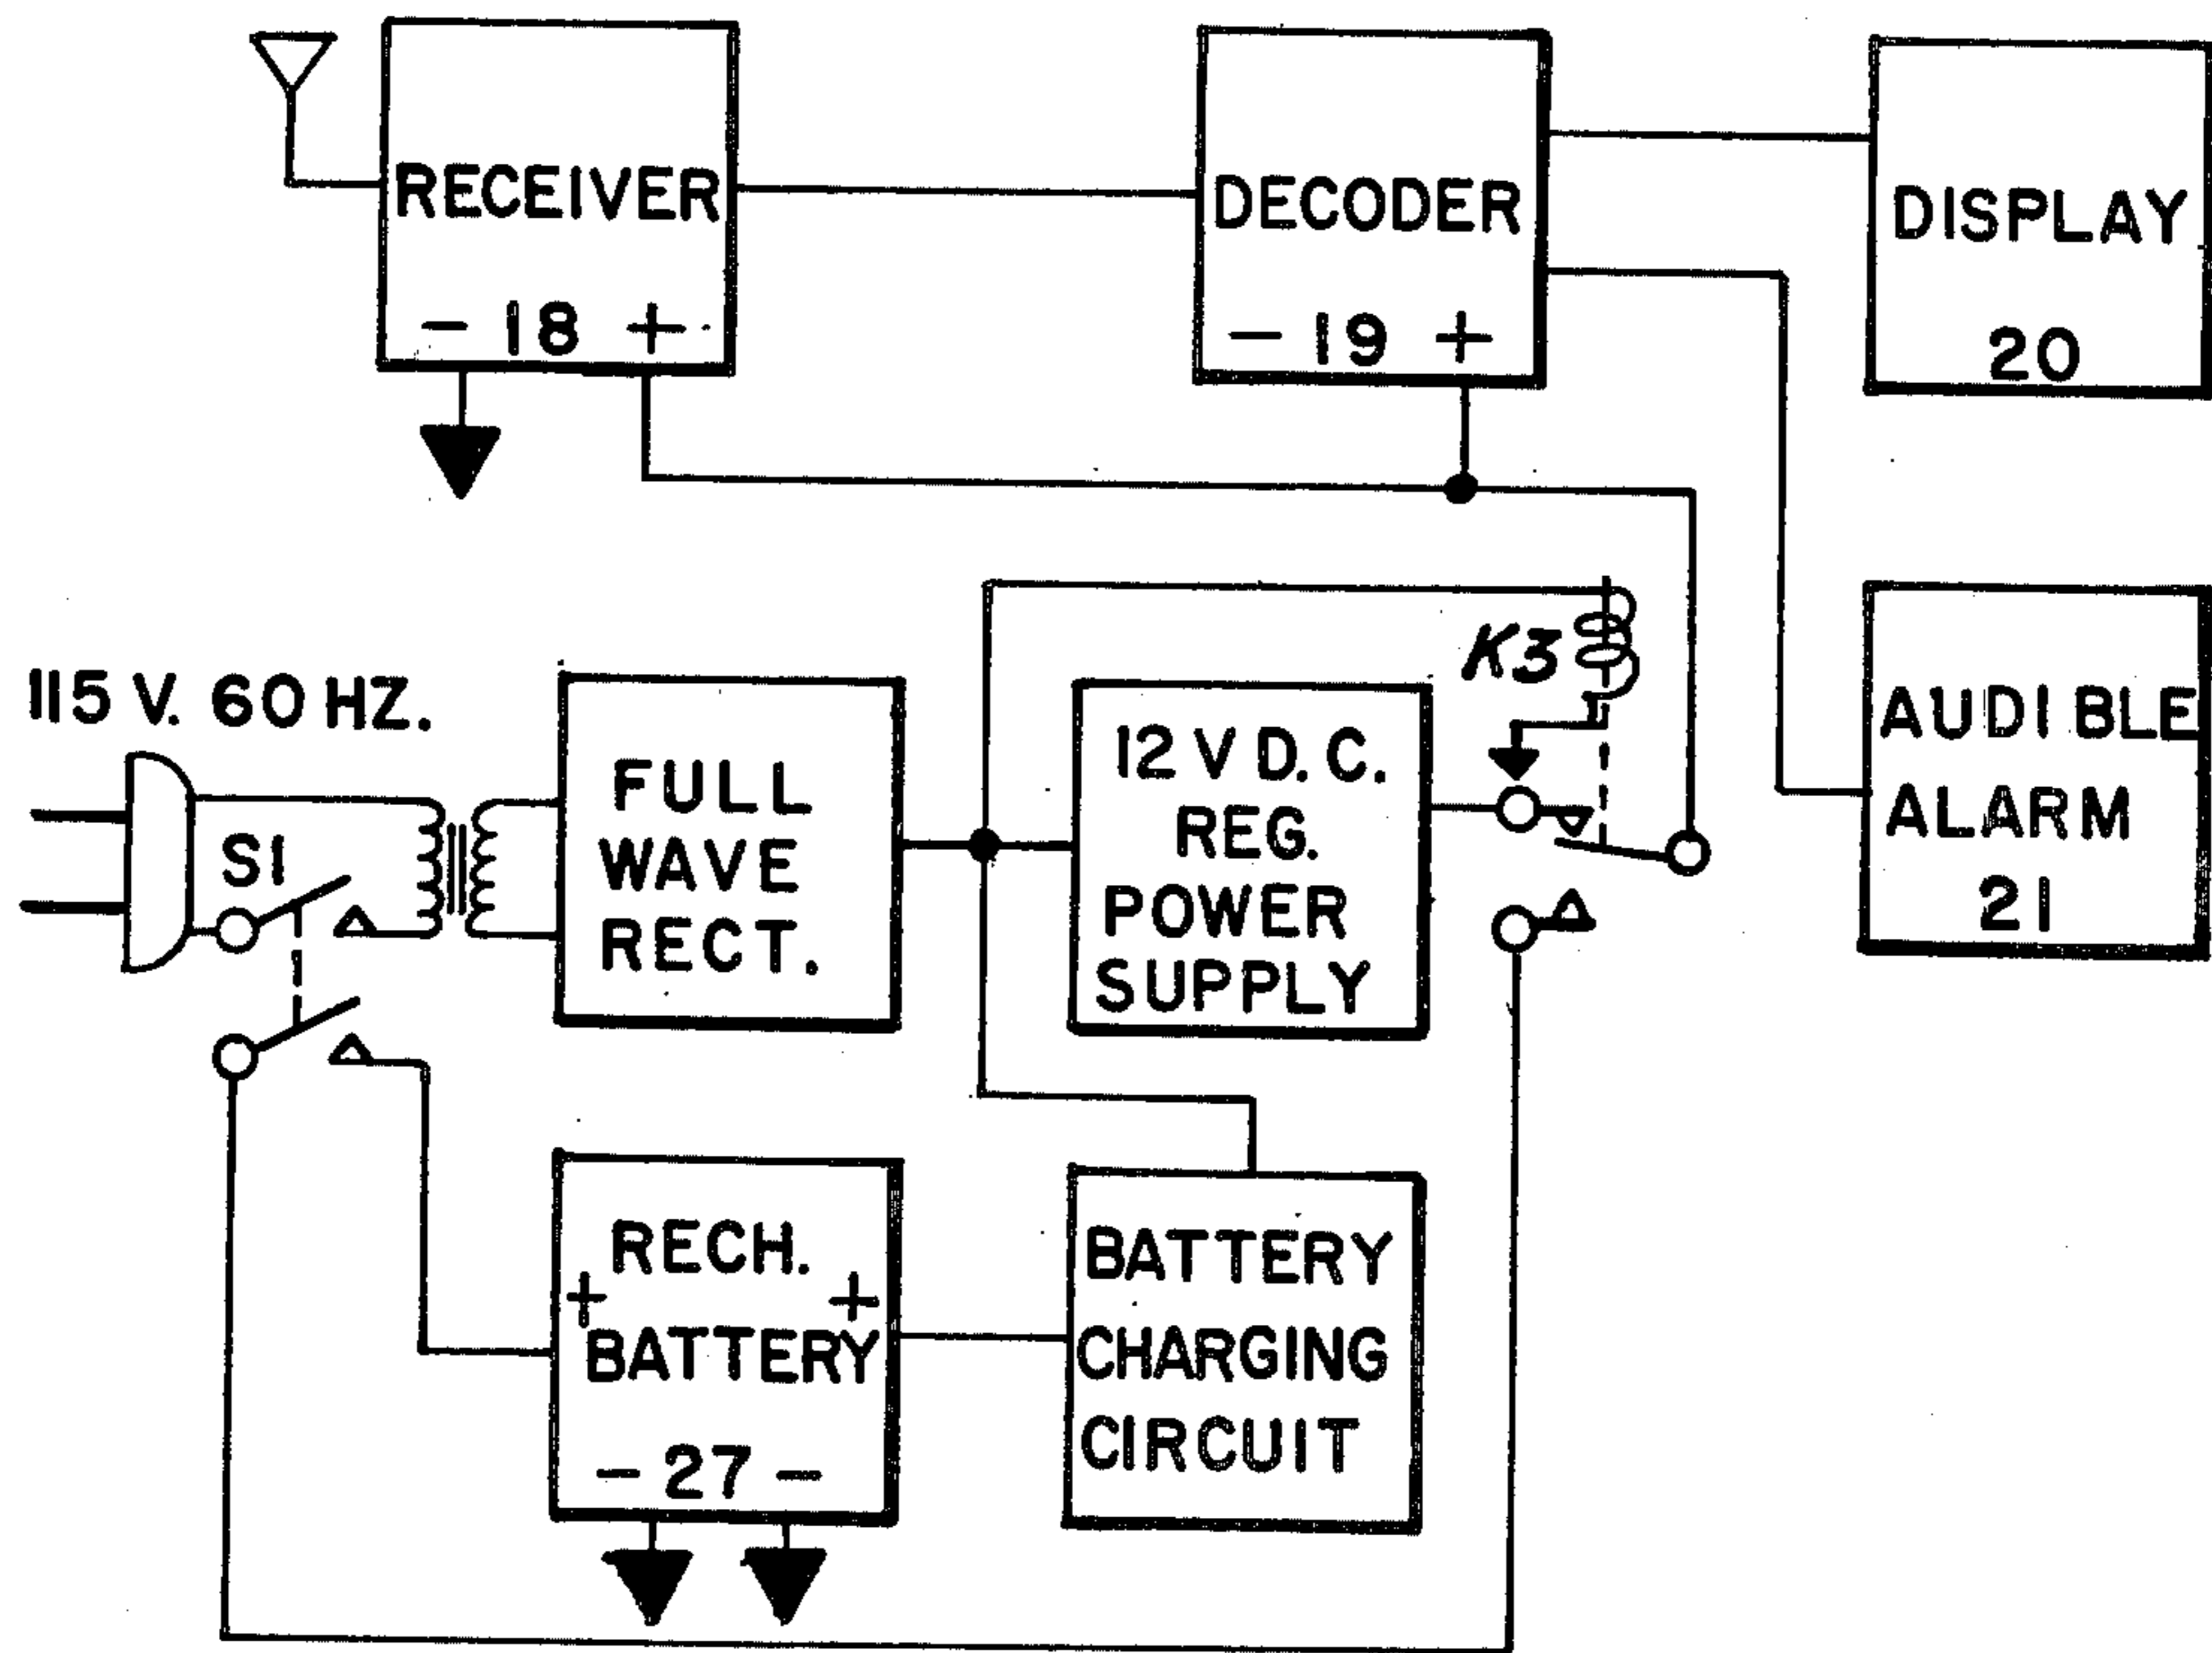 RECEIVER
- 18 +
DECODER
- 19 +
DISPLAY
20
K3
115 V. 60 HZ.
S1
FULL
WAVE
RECT.
12 V D.C.
REG.
POWER
SUPPLY
AUDIBLE
ALARM
21
RECH.
+ +
BATTERY
- 27 -
BATTERY
CHARGING
CIRCUIT